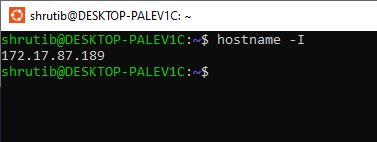 shrutib@DESKTOP-PALEV1C: ~
shrutib@DESKTOP-PALEV1C:~$ hostname -I
172.17.87.189
shrutib@DESKTOP-PALEV1C:~$